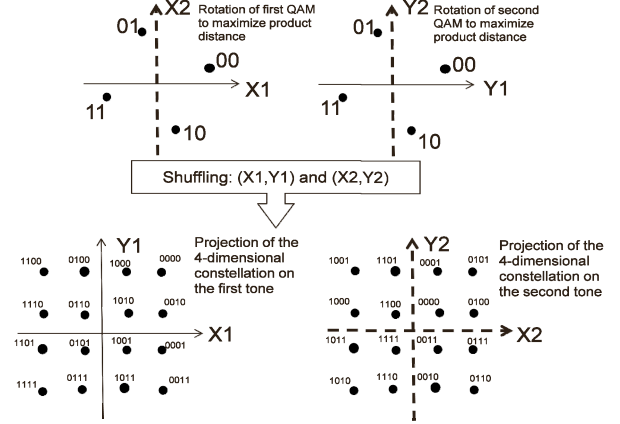 X2
Rotation of first QAM
to maximize product
distance
01
00
X1
11
10
Y2
Rotation of second
QAM to maximize
product distance
01
00
Y1
11
10
Shuffling: (X1,Y1) and (X2,Y2)
Y1
Projection of the
4-dimensional
constellation on
the first tone
1100 0100 1000 0000
1110 0110 1010 0010
X1
1101 0101 1001 0001
1111 0111 1011 0011
Y2
Projection of the
4-dimensional
constellation on
the second tone
1001 1101 0001 0101
1000 1100 0000 0100
X2
1011 1111 0011 0111
1010 1110 0010 0110